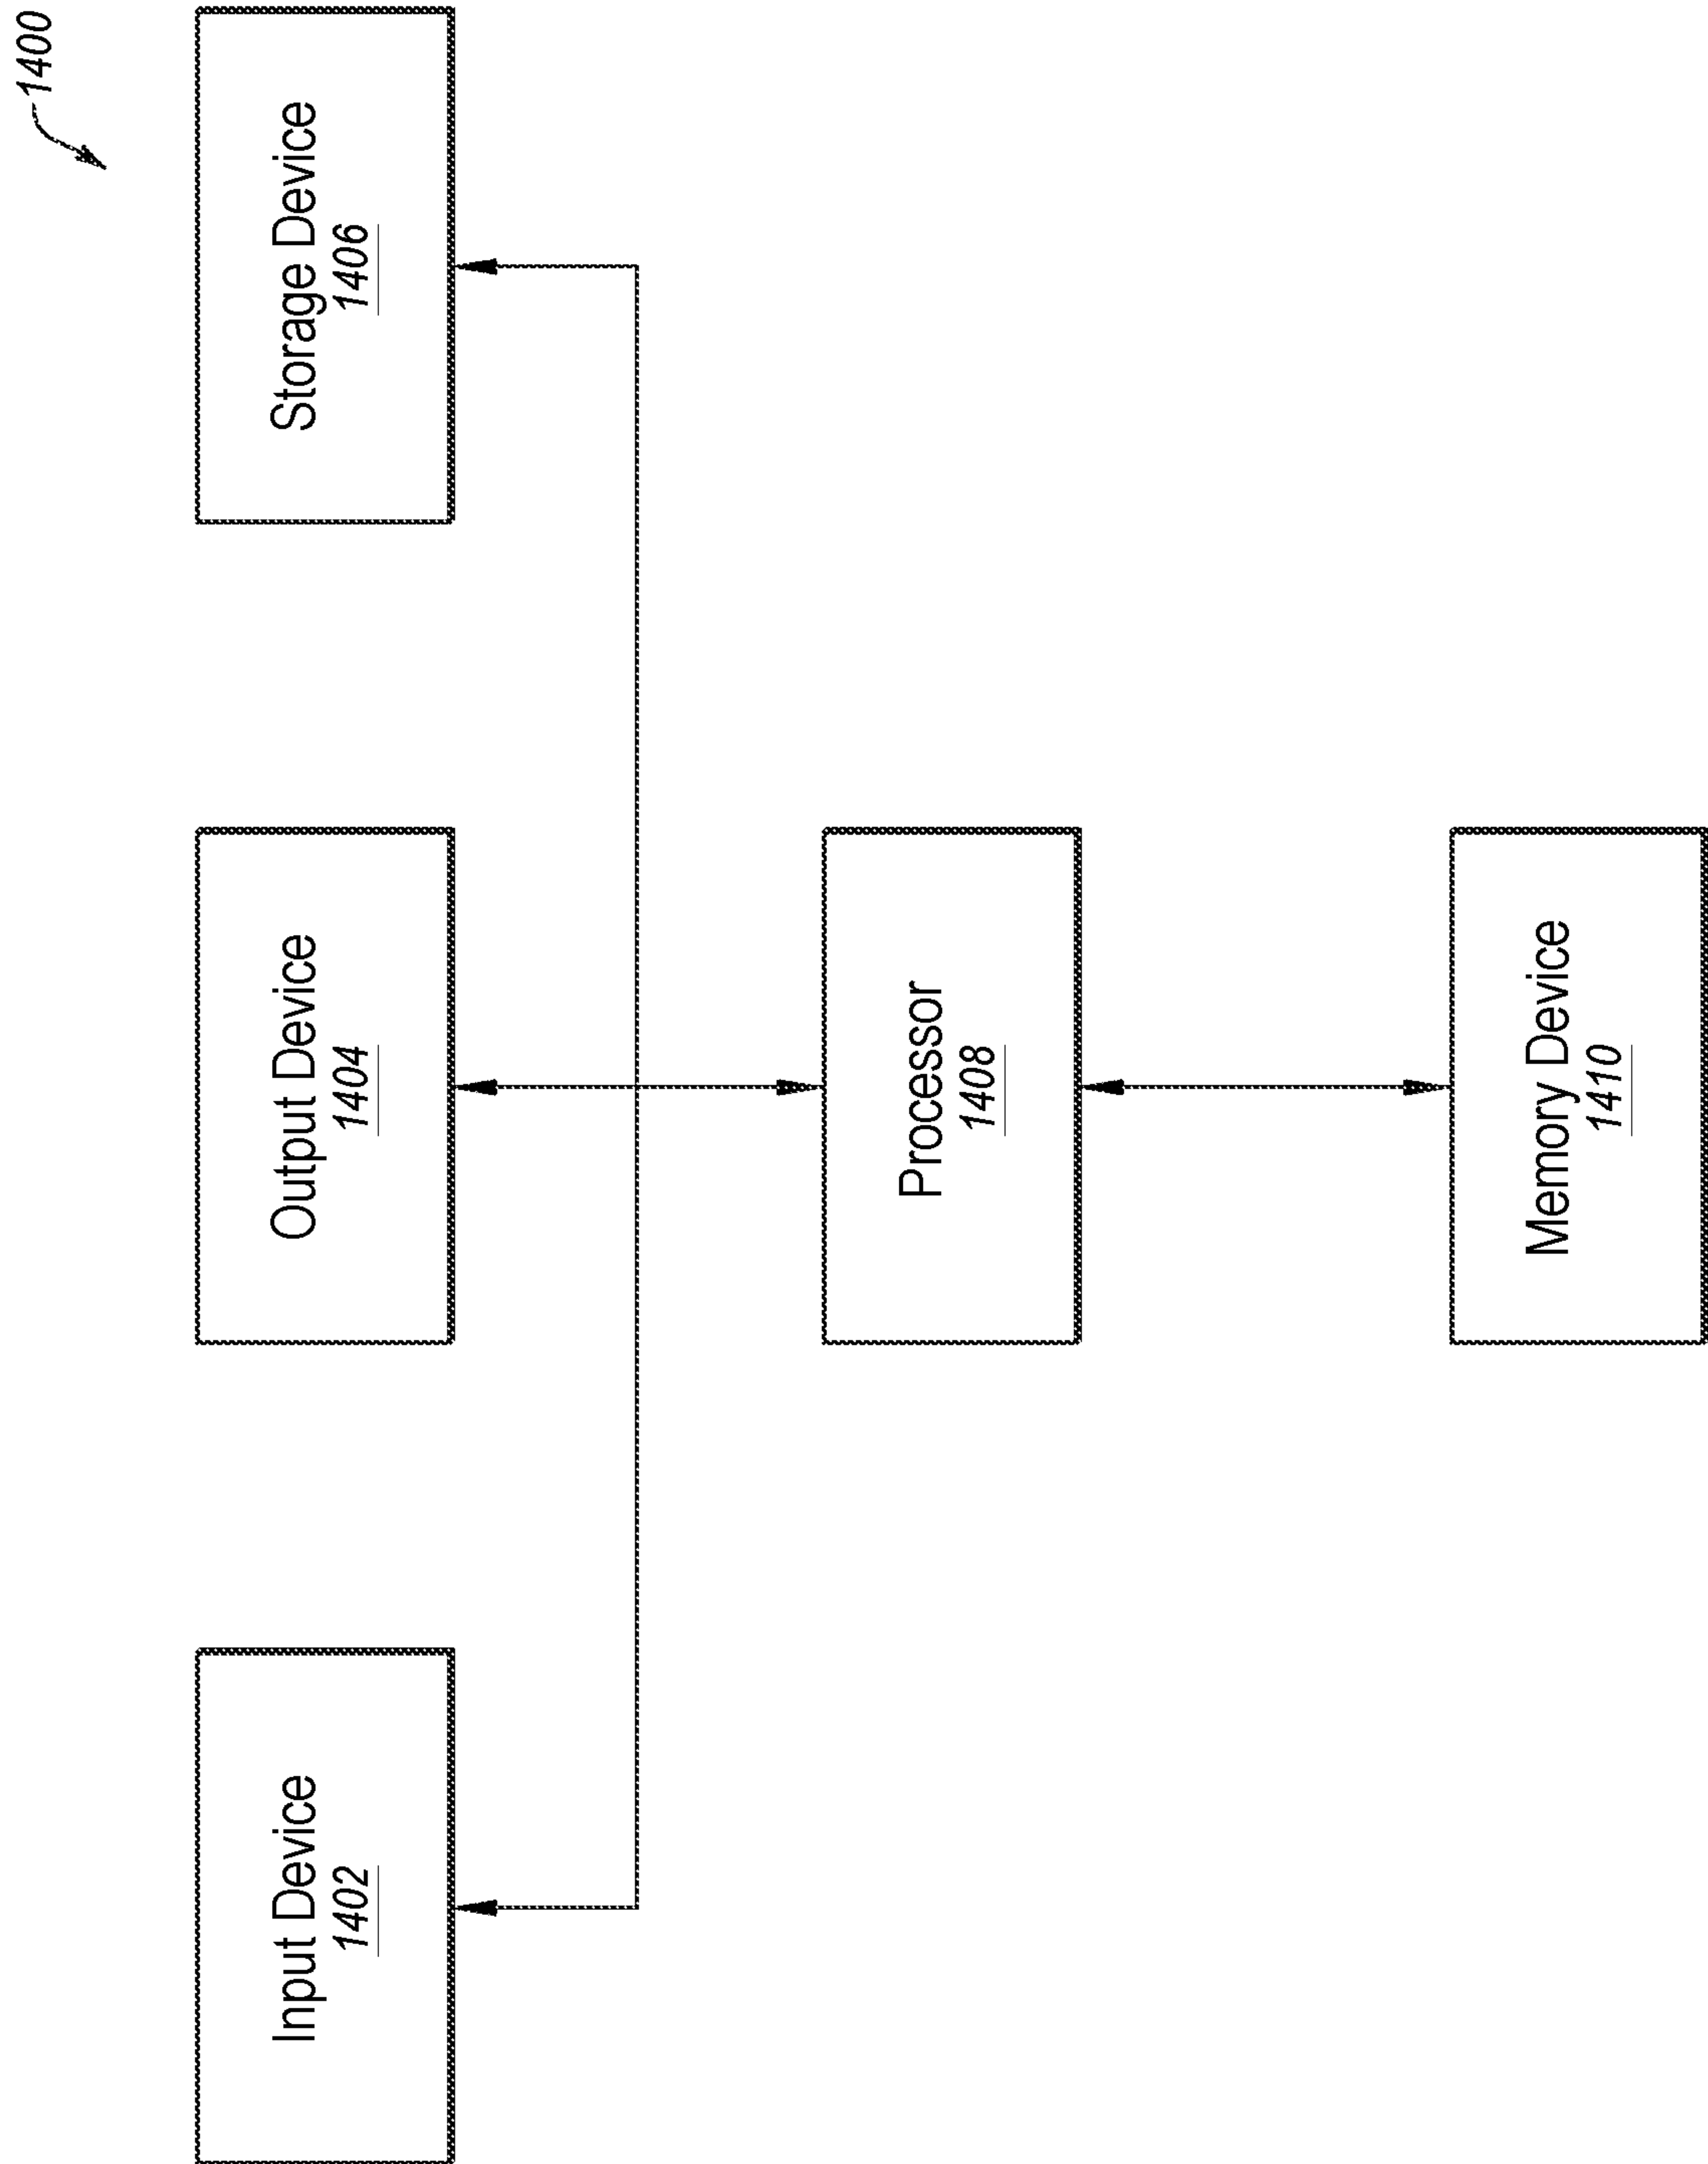 1400
Input Device
1402
Output Device
1404
Storage Device
1406
Processor
1408
Memory Device
1410